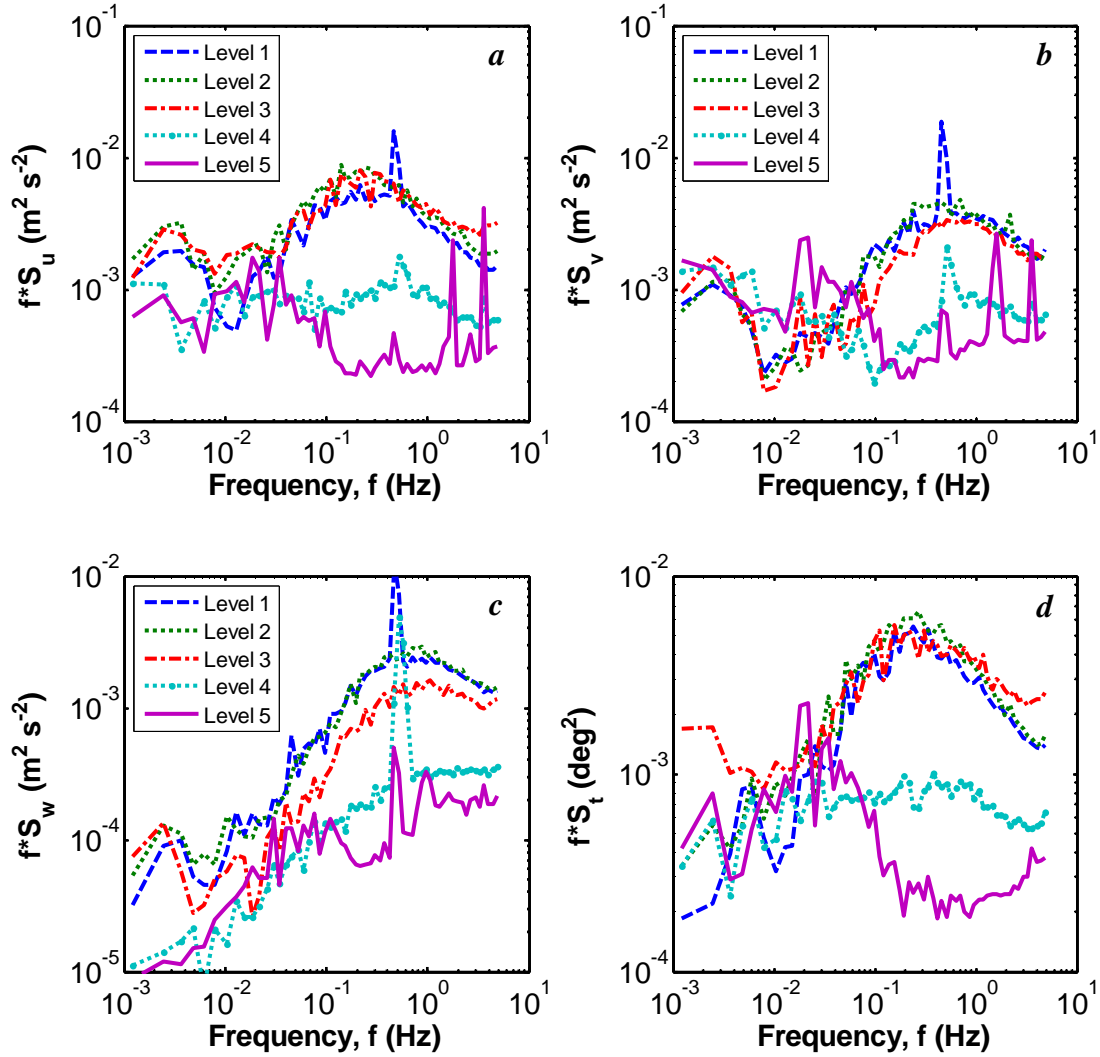 a
10^-1
10^-2
10^-3
10^-4
f*S_u (m^2 s^-2)
Level 1
Level 2
Level 3
Level 4
Level 5
10^-3 10^-2 10^-1 10^0 10^1
Frequency, f (Hz)
b
10^-1
10^-2
10^-3
10^-4
f*S_v (m^2 s^-2)
Level 1
Level 2
Level 3
Level 4
Level 5
10^-3 10^-2 10^-1 10^0 10^1
Frequency, f (Hz)
c
10^-2
10^-3
10^-4
10^-5
f*S_w (m^2 s^-2)
Level 1
Level 2
Level 3
Level 4
Level 5
10^-3 10^-2 10^-1 10^0 10^1
Frequency, f (Hz)
d
10^-2
10^-3
10^-4
f*S_t (deg^2)
10^-3 10^-2 10^-1 10^0 10^1
Frequency, f (Hz)